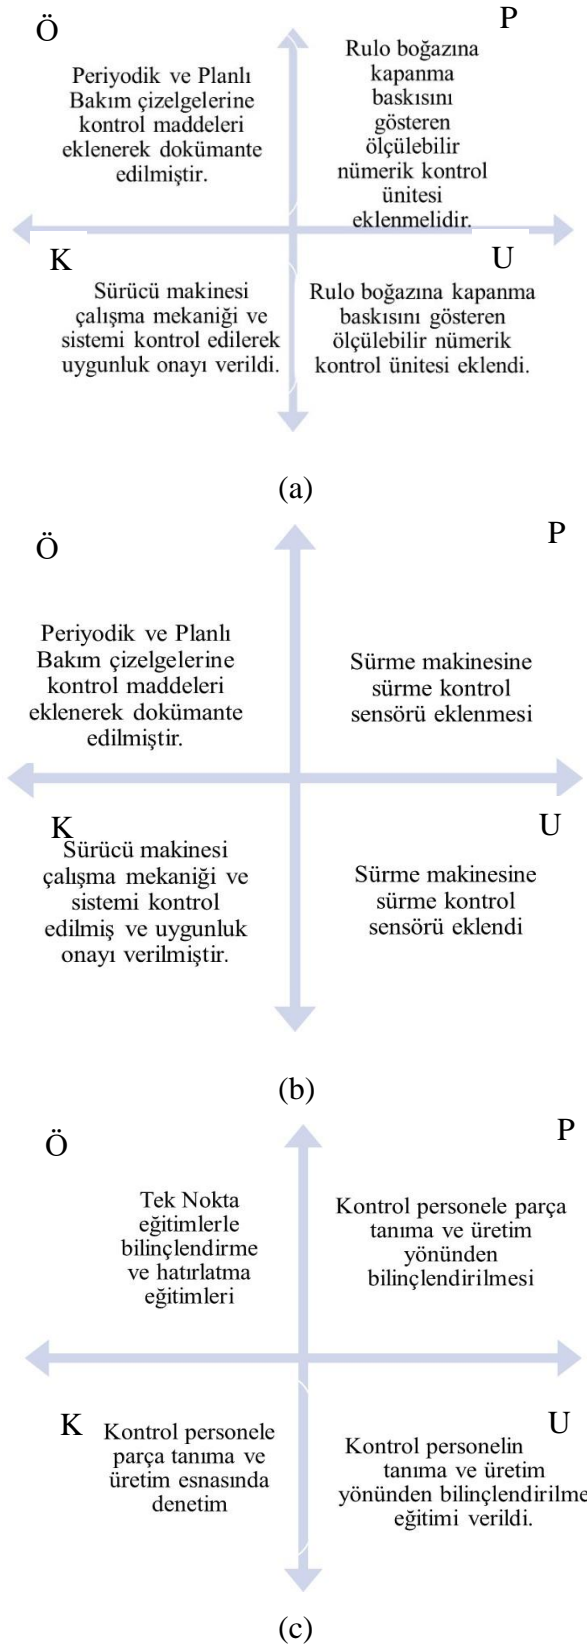 Ö
P
Periyodik ve Planlı
Bakım çizelgelerine
kontrol maddeleri
eklenerek dokümante
edilmiştir.
Rulo boğazına
kapanma
baskısını
gösteren
ölçülebilir
nümerik kontrol
ünitesi
eklenmelidir.
K
U
Sürücü makinesi
çalışma mekaniği ve
sistemi kontrol edilerek
uygunluk onayı verildi.
Rulo boğazına kapanma
baskısını gösteren
ölçülebilir nümerik
kontrol ünitesi eklendi.
(a)
Ö
P
Periyodik ve Planlı
Bakım çizelgelerine
kontrol maddeleri
eklenerek dokümante
edilmiştir.
Sürme makinesine
sürme kontrol
sensörü eklenmesi
K
U
Sürücü makinesi
çalışma mekaniği ve
sistemi kontrol
edilmiş ve uygunluk
onayı verilmiştir.
Sürme makinesine
sürme kontrol
sensörü eklendi
(b)
Ö
P
Tek Nokta
eğitimlerle
bilinçlendirme
ve hatırlatma
eğitimleri
Kontrol personele parça
tanıma ve üretim
yönünden
bilinçlendirilmesi
K
U
Kontrol personele
parça tanıma ve
üretim esnasında
denetim
Kontrol personelin
tanıma ve üretim
yönünden bilinçlendirilme
eğitimi verildi.
(c)